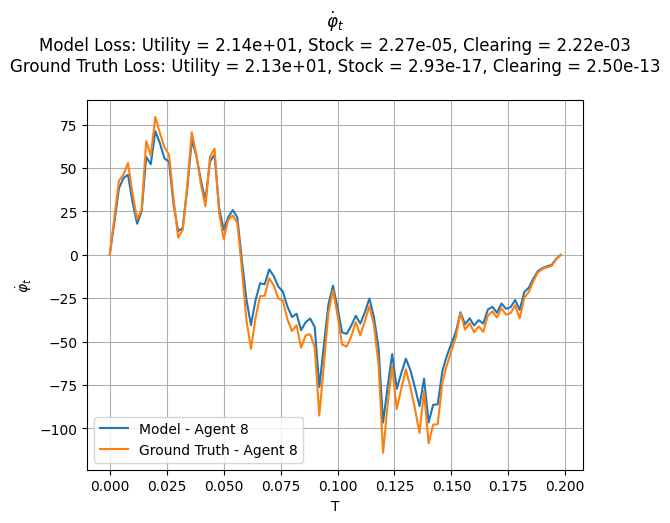 φ̇ₜ
Model Loss: Utility = 2.14e+01, Stock = 2.27e-05, Clearing = 2.22e-03
Ground Truth Loss: Utility = 2.13e+01, Stock = 2.93e-17, Clearing = 2.50e-13
75
50
25
0
−25
−50
−75
−100
φ̇ₜ
Model - Agent 8
Ground Truth - Agent 8
0.000
0.025
0.050
0.075
0.100
0.125
0.150
0.175
0.200
T